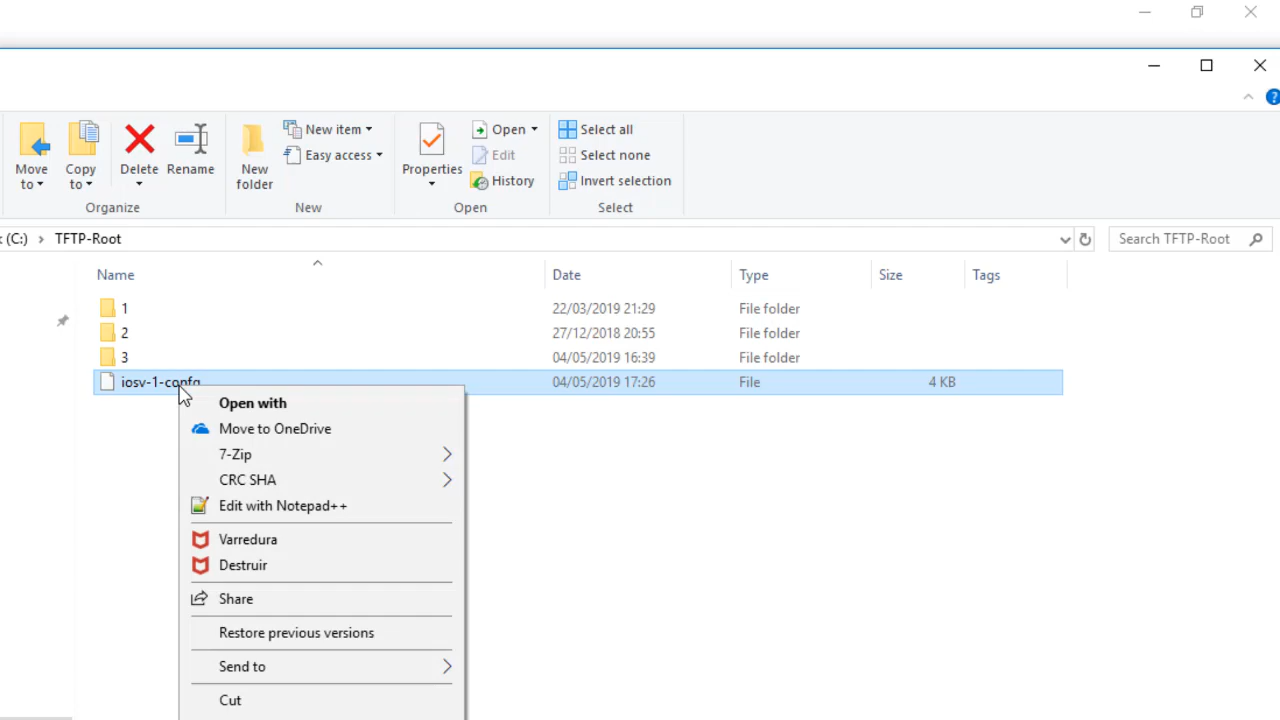 Move to
Copy to
Delete
Rename
New folder
New item
Easy access
Properties
Open
Edit
History
Select all
Select none
Invert selection
Organize
New
Open
Select
(C:) › TFTP-Root
Search TFTP-Root
Name Date Type Size Tags
1 22/03/2019 21:29 File folder
2 27/12/2018 20:55 File folder
3 04/05/2019 16:39 File folder
iosv-1-confg 04/05/2019 17:26 File 4 KB
Open with
Move to OneDrive
7-Zip
CRC SHA
Edit with Notepad++
Varredura
Destruir
Share
Restore previous versions
Send to
Cut